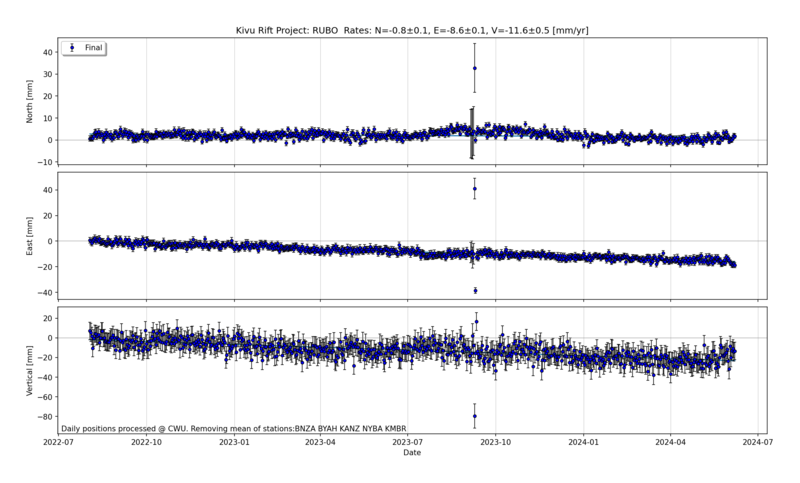 Kivu Rift Project: RUBO Rates: N=-0.8±0.1, E=-8.6±0.1, V=-11.6±0.5 [mm/yr]
Final
North [mm]
40
30
20
10
0
−10
East [mm]
40
20
0
−20
−40
Vertical [mm]
20
0
−20
−40
−60
−80
Daily positions processed @ CWU. Removing mean of stations:BNZA BYAH KANZ NYBA KMBR
2022-07 2022-10 2023-01 2023-04 2023-07 2023-10 2024-01 2024-04 2024-07
Date